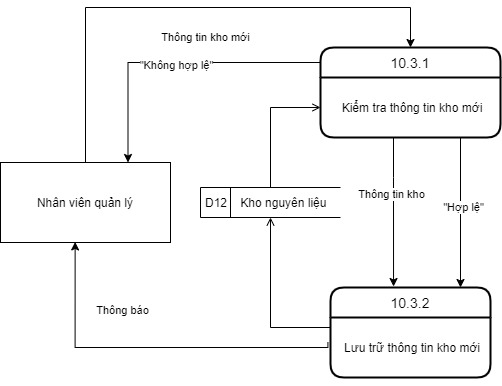 Thông tin kho mới
"Không hợp lệ"
10.3.1
Kiểm tra thông tin kho mới
Nhân viên quản lý
D12
Kho nguyên liệu
Thông tin kho
"Hợp lệ"
Thông báo
10.3.2
Lưu trữ thông tin kho mới